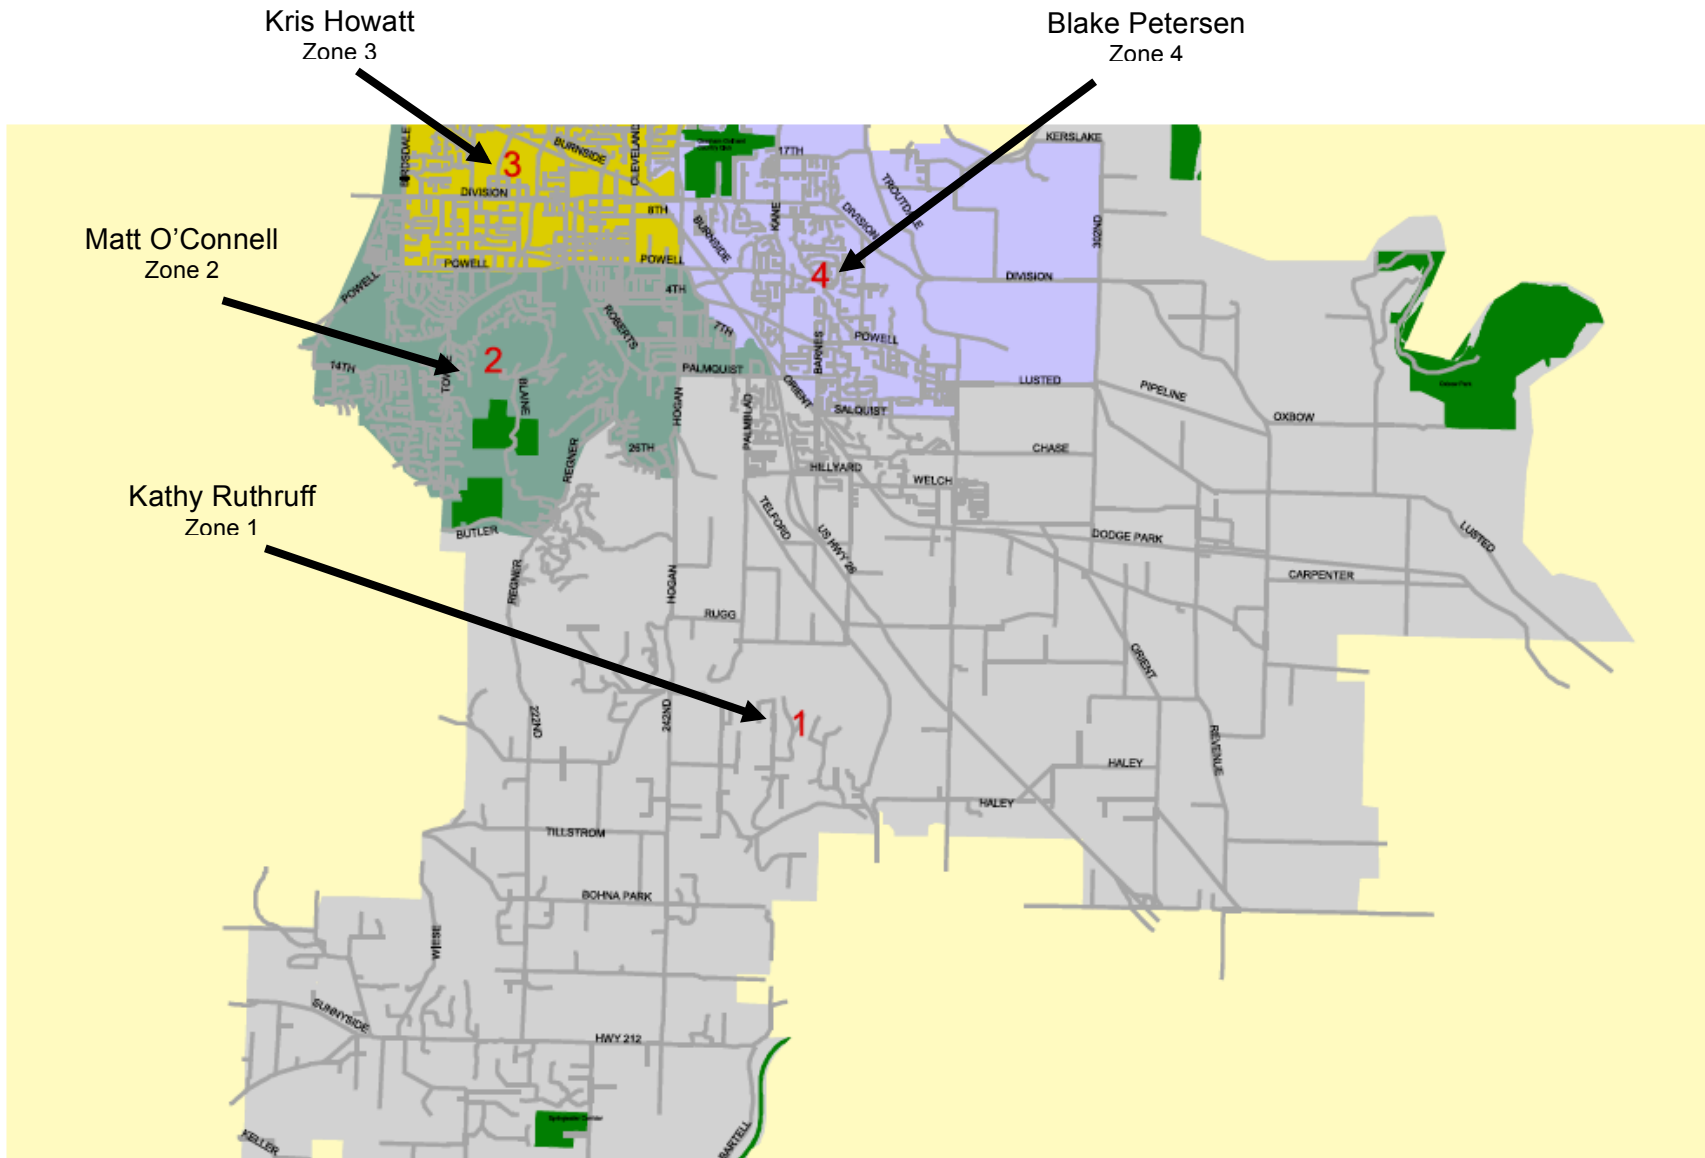 Kris Howatt
Zone 3
Blake Petersen
Zone 4
Matt O'Connell
Zone 2
Kathy Ruthruff
Zone 1
BIRDSDALE
BURNSIDE
CLEVELAND
3
DIVISION
8TH
POWELL
POWELL
POWELL
17TH
KANE
TROUTDALE
DIVISION
BURNSIDE
KERSLAKE
302ND
4
DIVISION
4TH
7TH
ROBERTS
BARNES
POWELL
2
14TH
TOWLE
BLAINE
PALMQUIST
ORIENT
LUSTED
PIPELINE
OXBOW
SALQUIST
HOGAN
PALMBLAD
REGNER
26TH
CHASE
HILLYARD
WELCH
BUTLER
TELFORD
US HWY 26
DODGE PARK
LUSTED
CARPENTER
REGNER
HOGAN
RUGG
ORIENT
222ND
242ND
1
REVENUE
HALEY
HALEY
TILLSTROM
BOHNA PARK
WIESE
SUNNYSIDE
HWY 212
KELLER
BARTELL